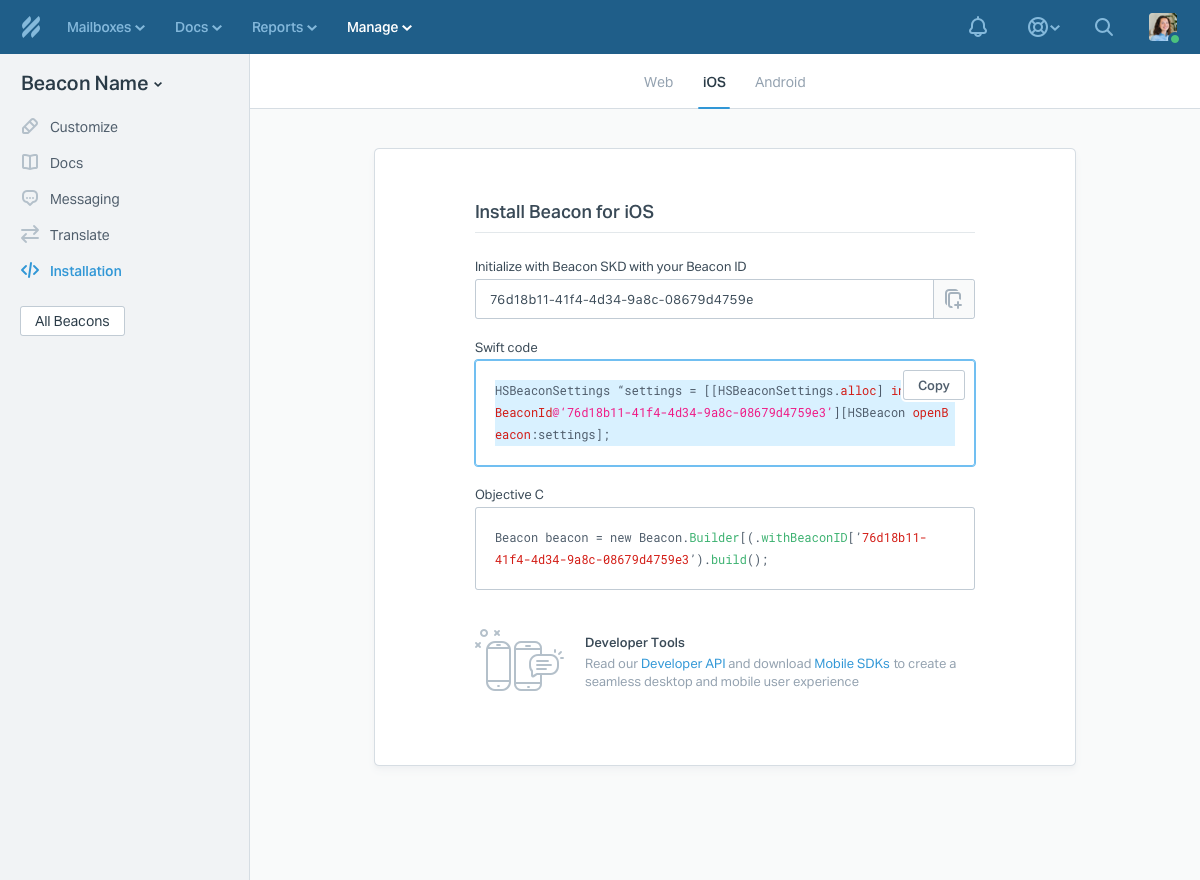 Mailboxes Docs Reports Manage
Beacon Name
Customize
Docs
Messaging
Translate
Installation
All Beacons
Web iOS Android
Install Beacon for iOS
Initialize with Beacon SKD with your Beacon ID
76d18b11-41f4-4d34-9a8c-08679d4759e
Swift code
Copy
HSBeaconSettings “settings = [[HSBeaconSettings.alloc]
BeaconId@‘76d18b11-41f4-4d34-9a8c-08679d4759e3’][HSBeacon openB
eacon:settings];
Objective C
Beacon beacon = new Beacon.Builder[(.withBeaconID[‘76d18b11-
41f4-4d34-9a8c-08679d4759e3’).build();
Developer Tools
Read our Developer API and download Mobile SDKs to create a
seamless desktop and mobile user experience